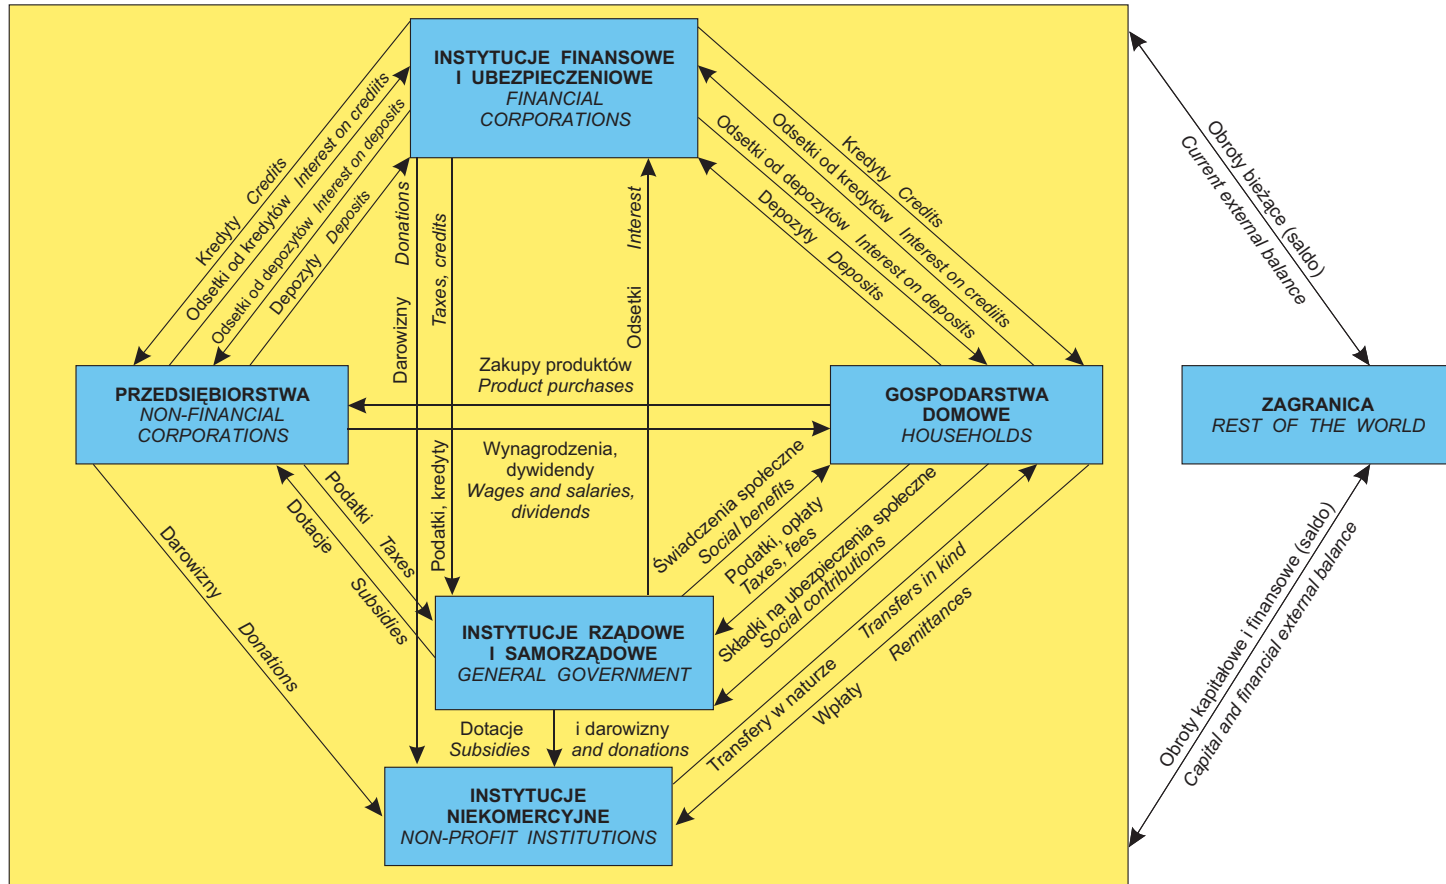 INSTYTUCJE FINANSOWE
I UBEZPIECZENIOWE
FINANCIAL
CORPORATIONS
Kredyty Credits
Odsetki od kredytów Interest on crediits
Odsetki od depozytów Interest on deposits
Depozyty Deposits
Darowizny Donations
Taxes, credits
Podatki, kredyty
Odsetki Interest
Kredyty Credits
Odsetki od kredytów Interest on credits
Odsetki od depozytów Interest on deposits
Depozyty Deposits
Obroty bieżące (saldo)
Current external balance
PRZEDSIĘBIORSTWA
NON-FINANCIAL
CORPORATIONS
Zakupy produktów
Product purchases
Wynagrodzenia,
dywidendy
Wages and salaries,
dividends
GOSPODARSTWA
DOMOWE
HOUSEHOLDS
ZAGRANICA
REST OF THE WORLD
Podatki Taxes
Dotacje Subsidies
Darowizny Donations
Świadczenia społeczne
Social benefits
Podatki, opłaty
Taxes, fees
Składki na ubezpieczenia społeczne
Social contributions
Transfery w naturze Transfers in kind
Wpłaty Remittances
Obroty kapitałowe i finansowe (saldo)
Capital and financial external balance
INSTYTUCJE RZĄDOWE
I SAMORZĄDOWE
GENERAL GOVERNMENT
Dotacje i darowizny
Subsidies and donations
INSTYTUCJE
NIEKOMERCYJNE
NON-PROFIT INSTITUTIONS